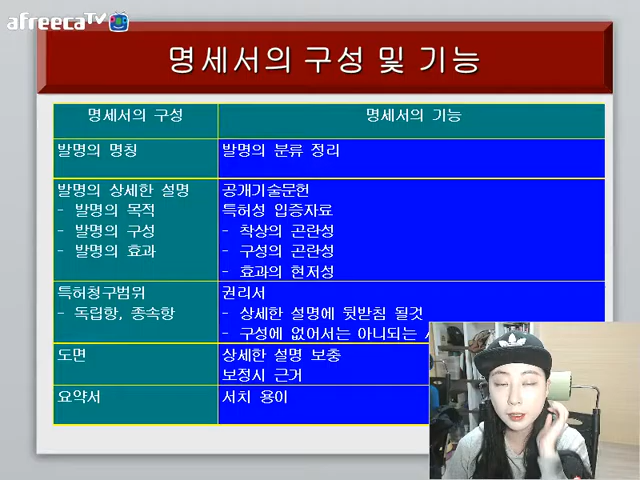 afreecaTV
명세서의 구성 및 기능
명세서의 구성
명세서의 기능
발명의 명칭
발명의 분류 정리
발명의 상세한 설명
- 발명의 목적
- 발명의 구성
- 발명의 효과
공개기술문헌
특허성 입증자료
- 착상의 곤란성
- 구성의 곤란성
- 효과의 현저성
특허청구범위
- 독립항, 종속항
권리서
- 상세한 설명에 뒷받침 될것
- 구성에 없어서는 아니되는
도면
상세한 설명 보충
보정시 근거
요약서
서치 용이